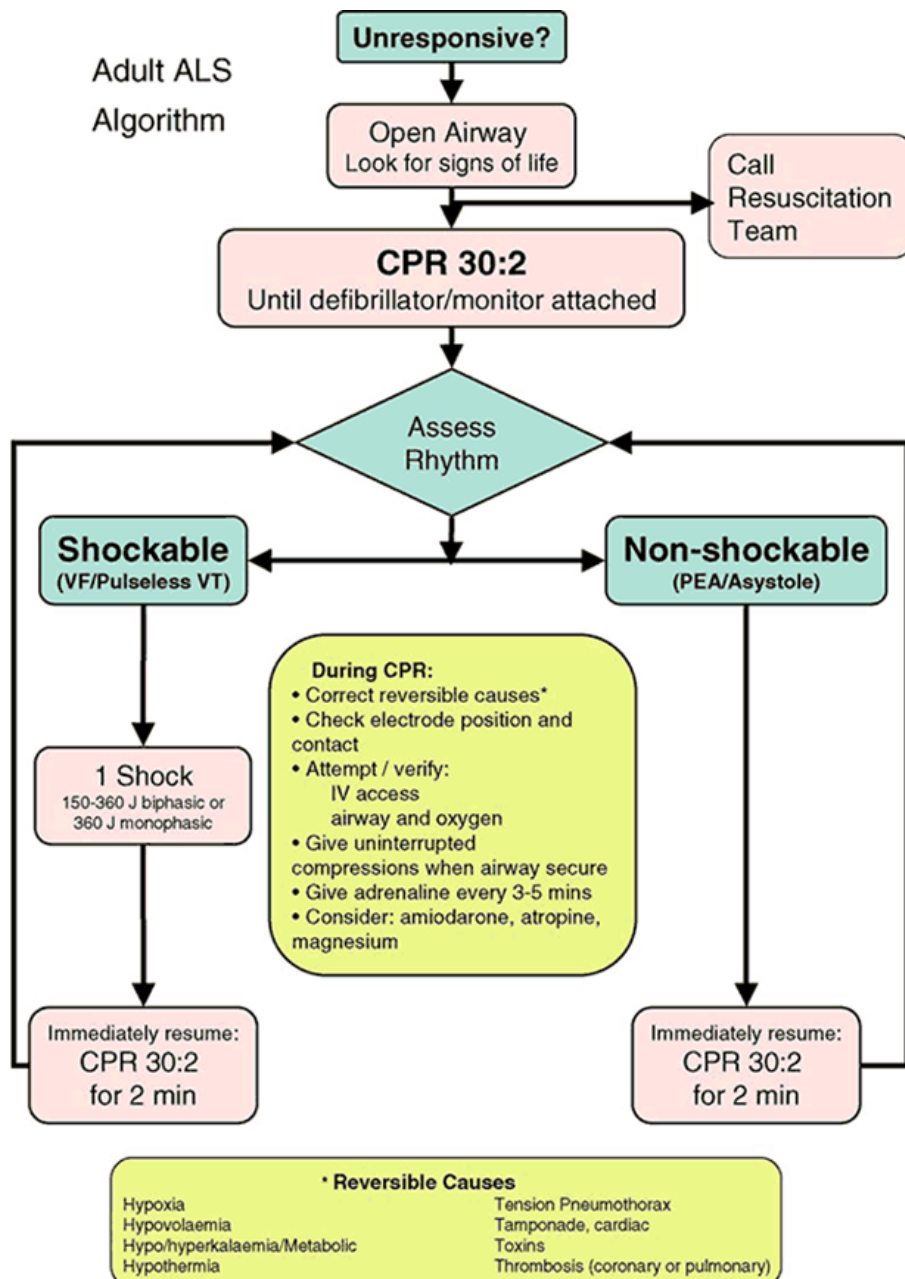 Unresponsive?
Adult ALS
Algorithm
Open Airway
Look for signs of life
Call
Resuscitation
Team
CPR 30:2
Until defibrillator/monitor attached
Assess
Rhythm
Shockable
(VF/Pulseless VT)
Non-shockable
(PEA/Asystole)
During CPR:
• Correct reversible causes*
• Check electrode position and
contact
• Attempt / verify:
IV access
airway and oxygen
• Give uninterrupted
compressions when airway secure
• Give adrenaline every 3-5 mins
• Consider: amiodarone, atropine,
magnesium
1 Shock
150-360 J biphasic or
360 J monophasic
Immediately resume:
CPR 30:2
for 2 min
Immediately resume:
CPR 30:2
for 2 min
* Reversible Causes
Hypoxia
Hypovolaemia
Hypo/hyperkalaemia/Metabolic
Hypothermia
Tension Pneumothorax
Tamponade, cardiac
Toxins
Thrombosis (coronary or pulmonary)